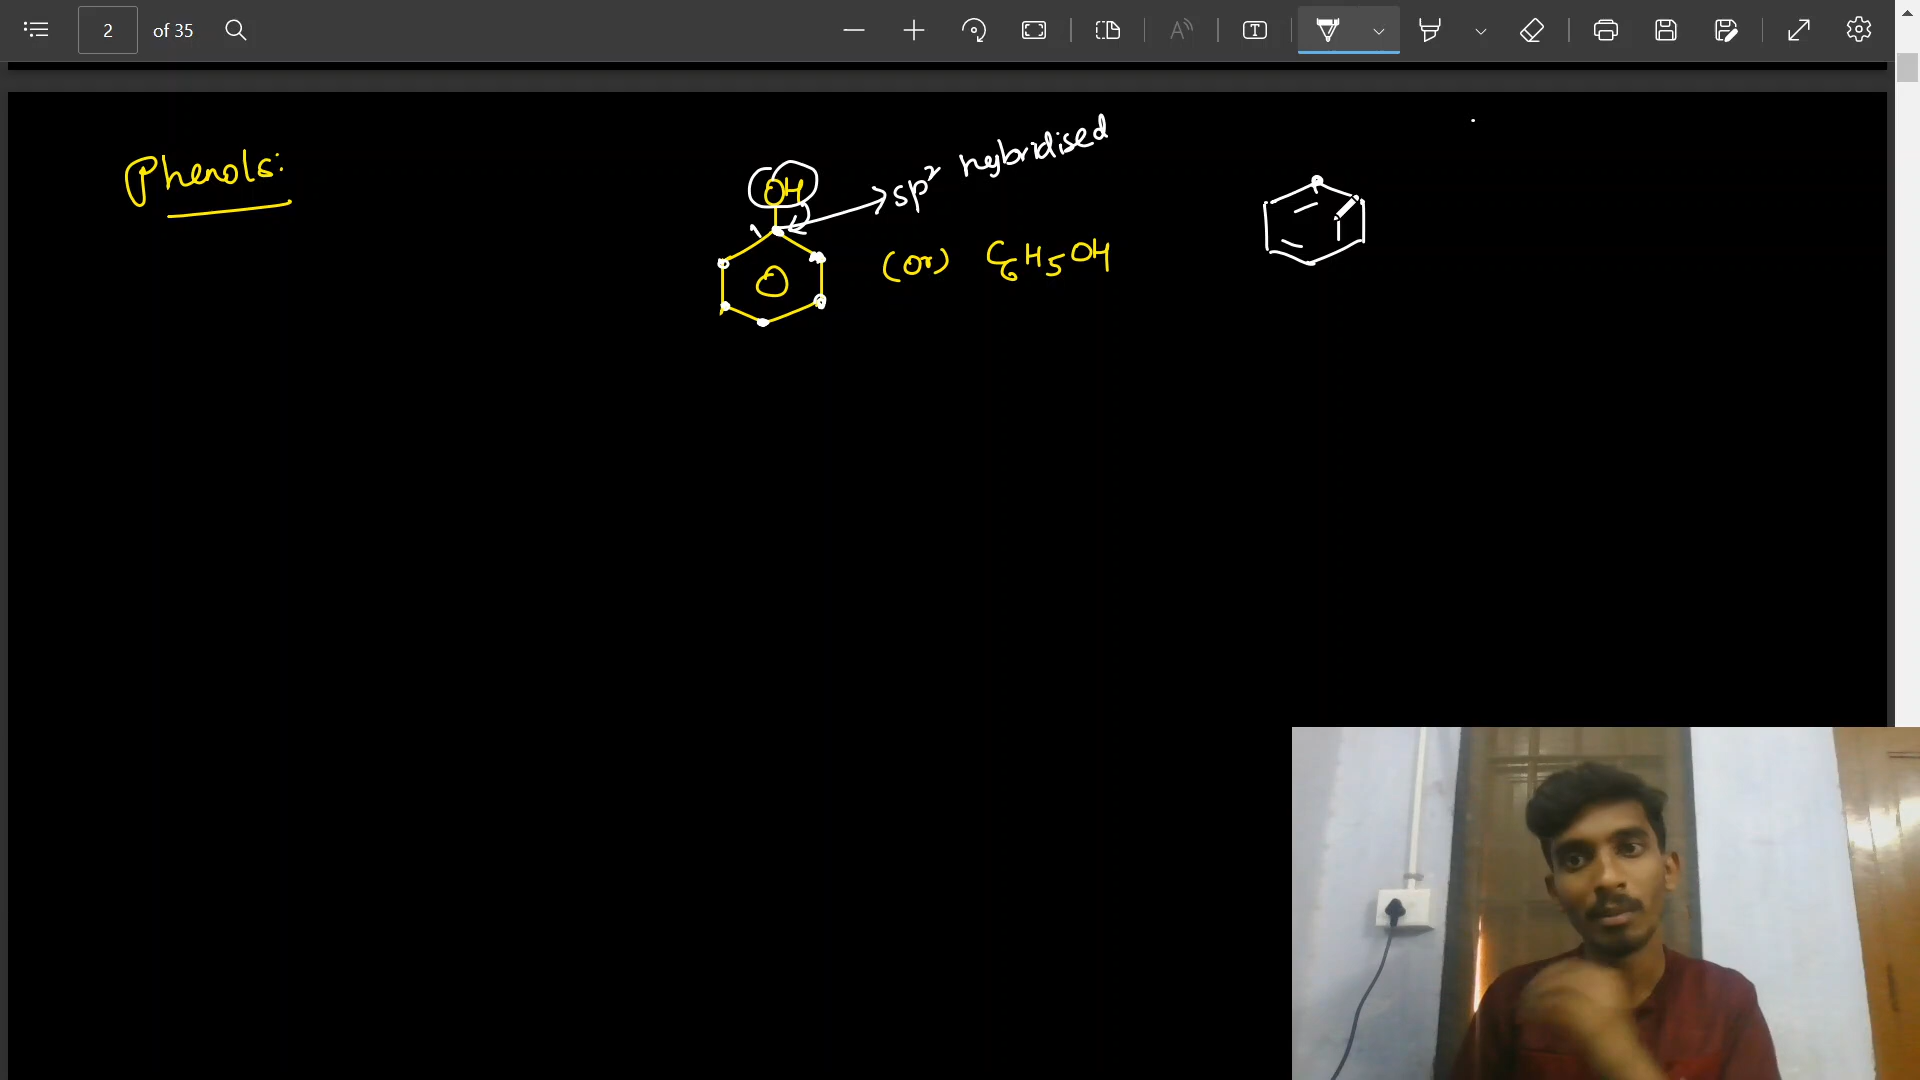 2 of 35
Phenols:
OH
sp² hybridised
(or) C₆H₅OH